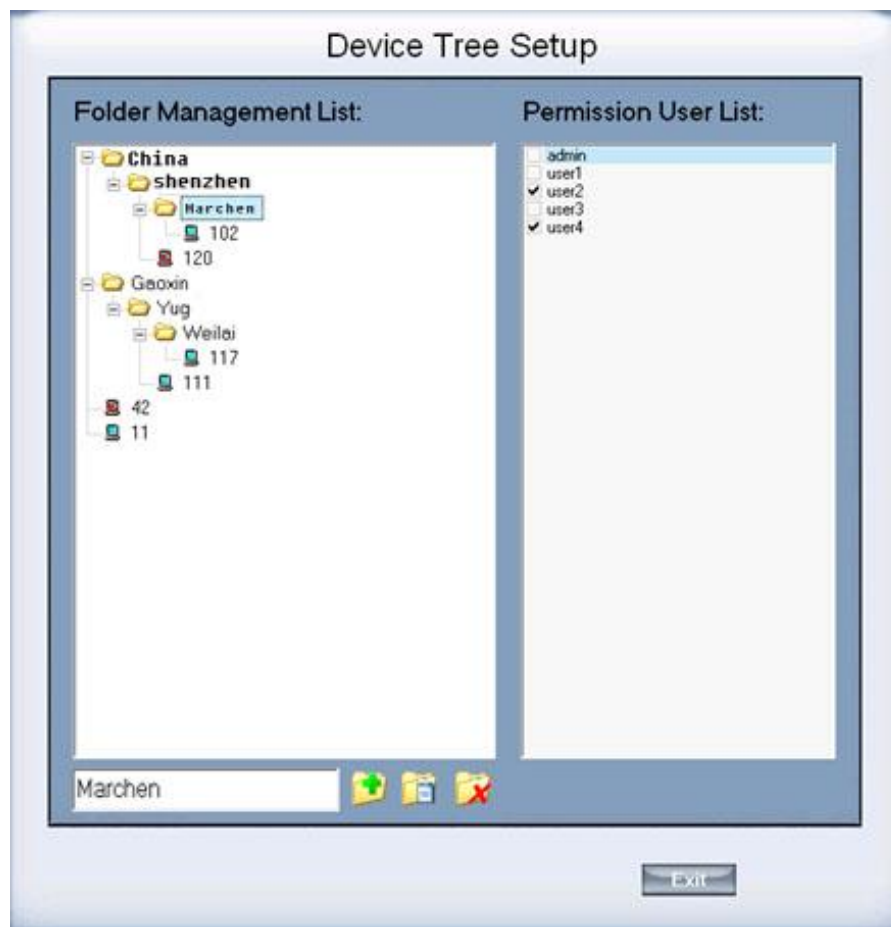 Device Tree Setup
Folder Management List:
China
shenzhen
Marchen
102
120
Gaoxin
Yug
Weilai
117
111
42
11
Marchen
Permission User List:
admin
user1
user2
user3
user4
Exit